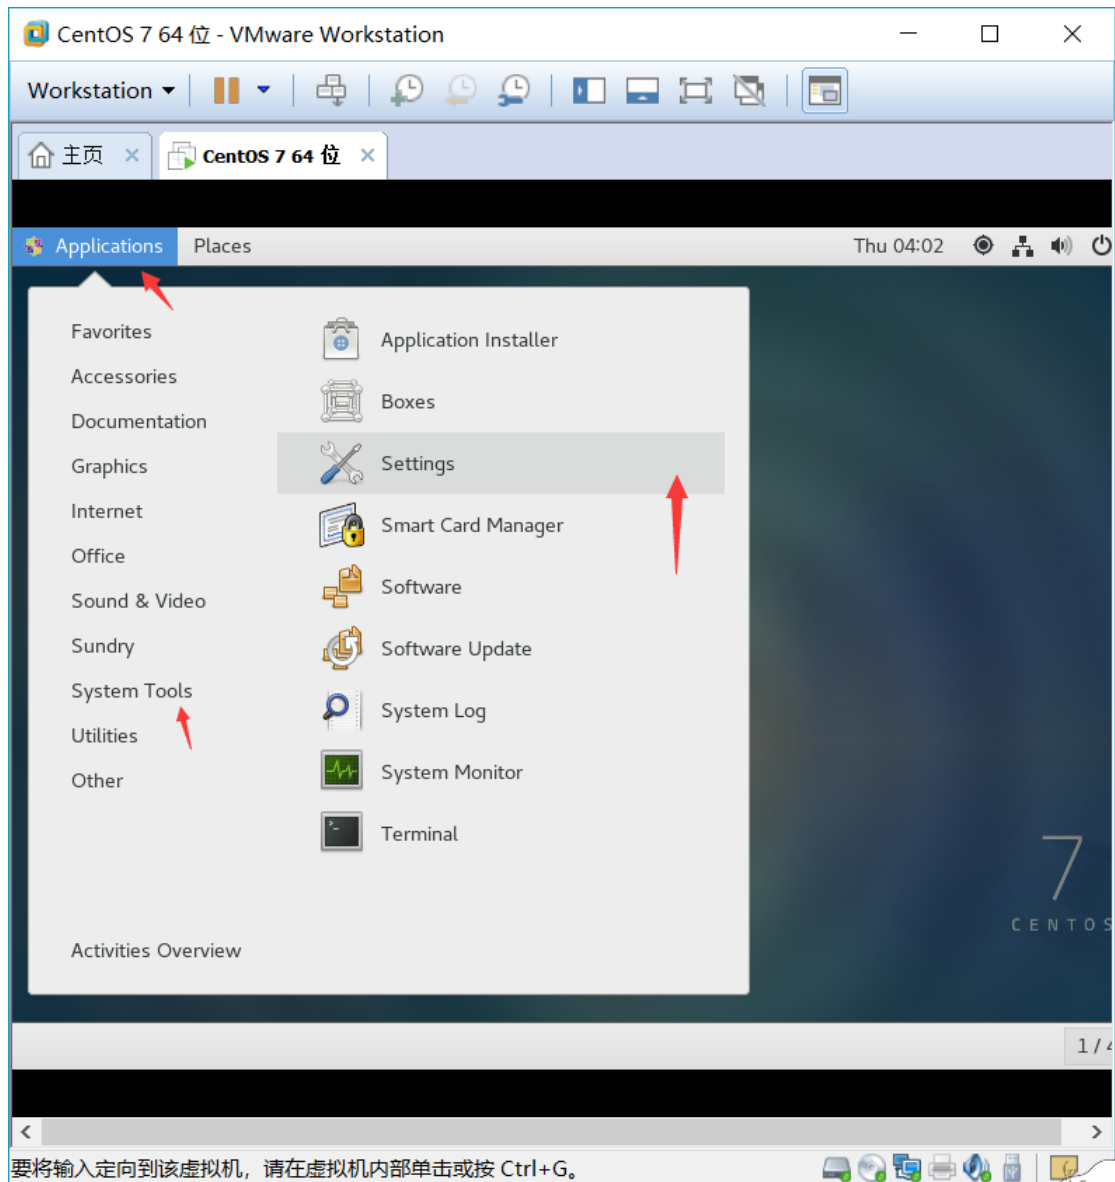 CentOS 7 64 位 - VMware Workstation
Workstation
主页
CentOS 7 64 位
Applications Places Thu 04:02
Favorites
Accessories
Documentation
Graphics
Internet
Office
Sound & Video
Sundry
System Tools
Utilities
Other
Activities Overview
Application Installer
Boxes
Settings
Smart Card Manager
Software
Software Update
System Log
System Monitor
Terminal
7
CENTOS
1 / 4
要将输入定向到该虚拟机，请在虚拟机内部单击或按 Ctrl+G。